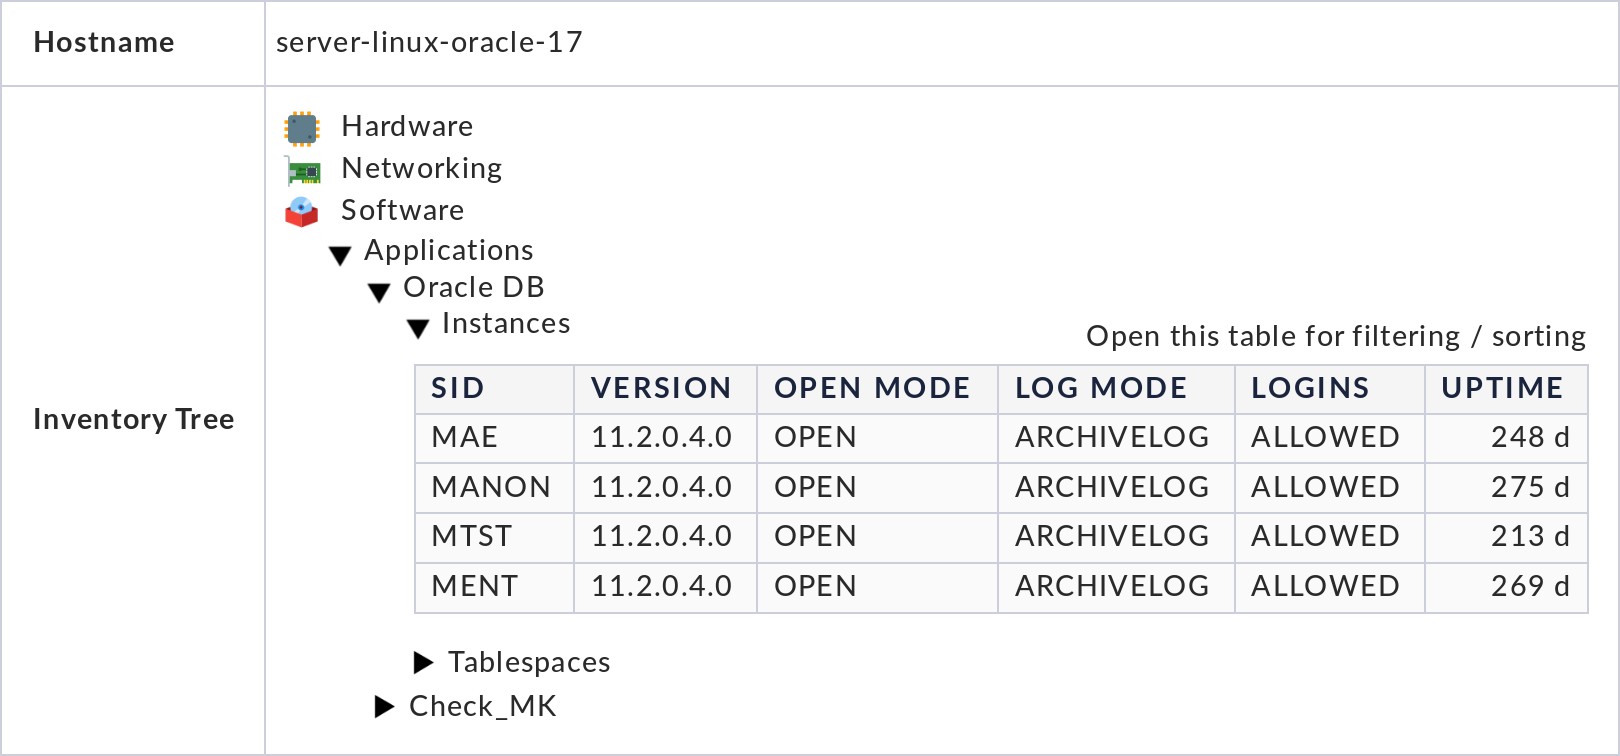 Hostname server-linux-oracle-17
Inventory Tree
Hardware
Networking
Software
Applications
Oracle DB
Instances
Open this table for filtering / sorting
SID VERSION OPEN MODE LOG MODE LOGINS UPTIME
MAE 11.2.0.4.0 OPEN ARCHIVELOG ALLOWED 248 d
MANON 11.2.0.4.0 OPEN ARCHIVELOG ALLOWED 275 d
MTST 11.2.0.4.0 OPEN ARCHIVELOG ALLOWED 213 d
MENT 11.2.0.4.0 OPEN ARCHIVELOG ALLOWED 269 d
Tablespaces
Check_MK